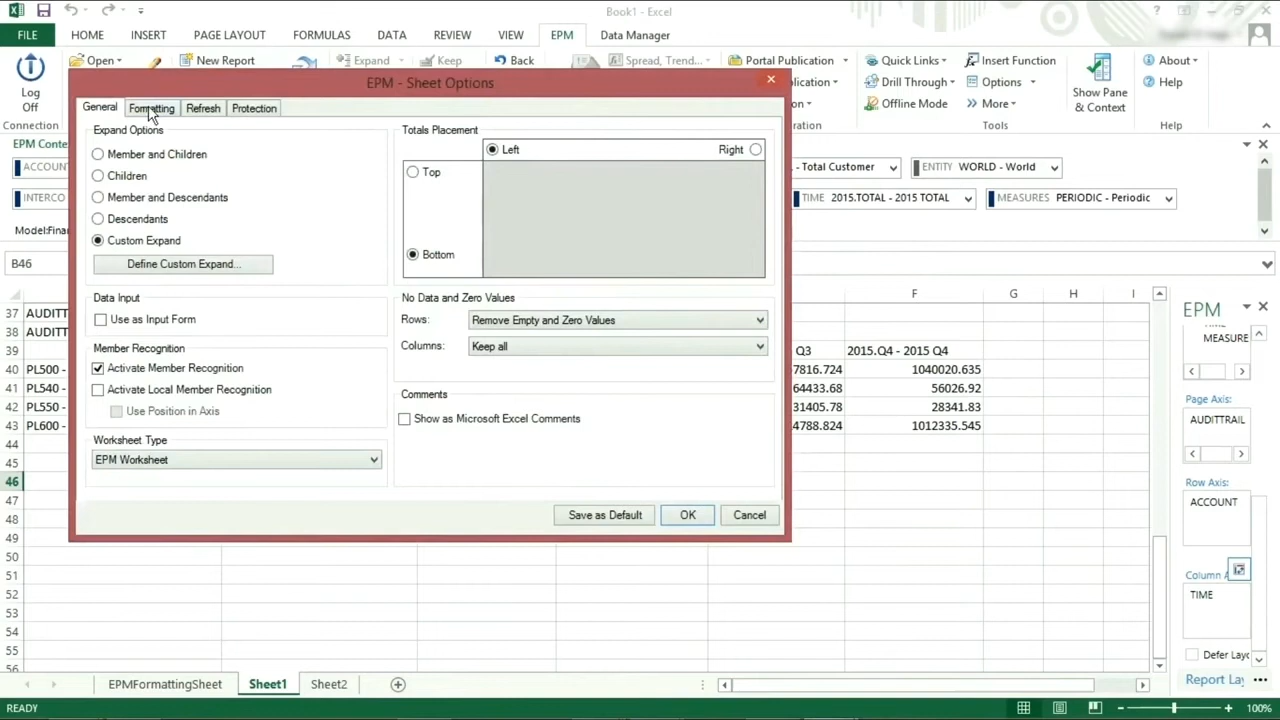 Book1 - Excel
FILE HOME INSERT PAGE LAYOUT FORMULAS DATA REVIEW VIEW EPM Data Manager
Open New Report Expand Keep Back Spread, Trend... Portal Publication Quick Links Insert Function About
Log Off
Drill Through Options Help
Offline Mode More
Show Pane & Context
Connection Tools Help
EPM - Sheet Options
General Formatting Refresh Protection
Expand Options
Member and Children
Children
Member and Descendants
Descendants
Custom Expand
Define Custom Expand...
Data Input
Use as Input Form
Member Recognition
Activate Member Recognition
Activate Local Member Recognition
Use Position in Axis
Worksheet Type
EPM Worksheet
Totals Placement
Left Right
Top
Bottom
No Data and Zero Values
Rows: Remove Empty and Zero Values
Columns: Keep all
Comments
Show as Microsoft Excel Comments
Save as Default OK Cancel
- Total Customer ENTITY WORLD - World
INTERCO TIME 2015.TOTAL - 2015 TOTAL MEASURES PERIODIC - Periodic
B46
F G H I
37
38
39 Q3 2015.Q4 - 2015 Q4
40 PL500 - 7816.724 1040020.635
41 PL540 - 64433.68 56026.92
42 PL550 - 31405.78 28341.83
43 PL600 - 4788.824 1012335.545
44
45
46
47
48
49
50
51
52
53
54
55
56
EPM
MEASURE
Page Axis:
AUDITTRAIL
Row Axis:
ACCOUNT
Column A
TIME
Defer Layo
Report Lay
EPMFormattingSheet Sheet1 Sheet2
READY 100%